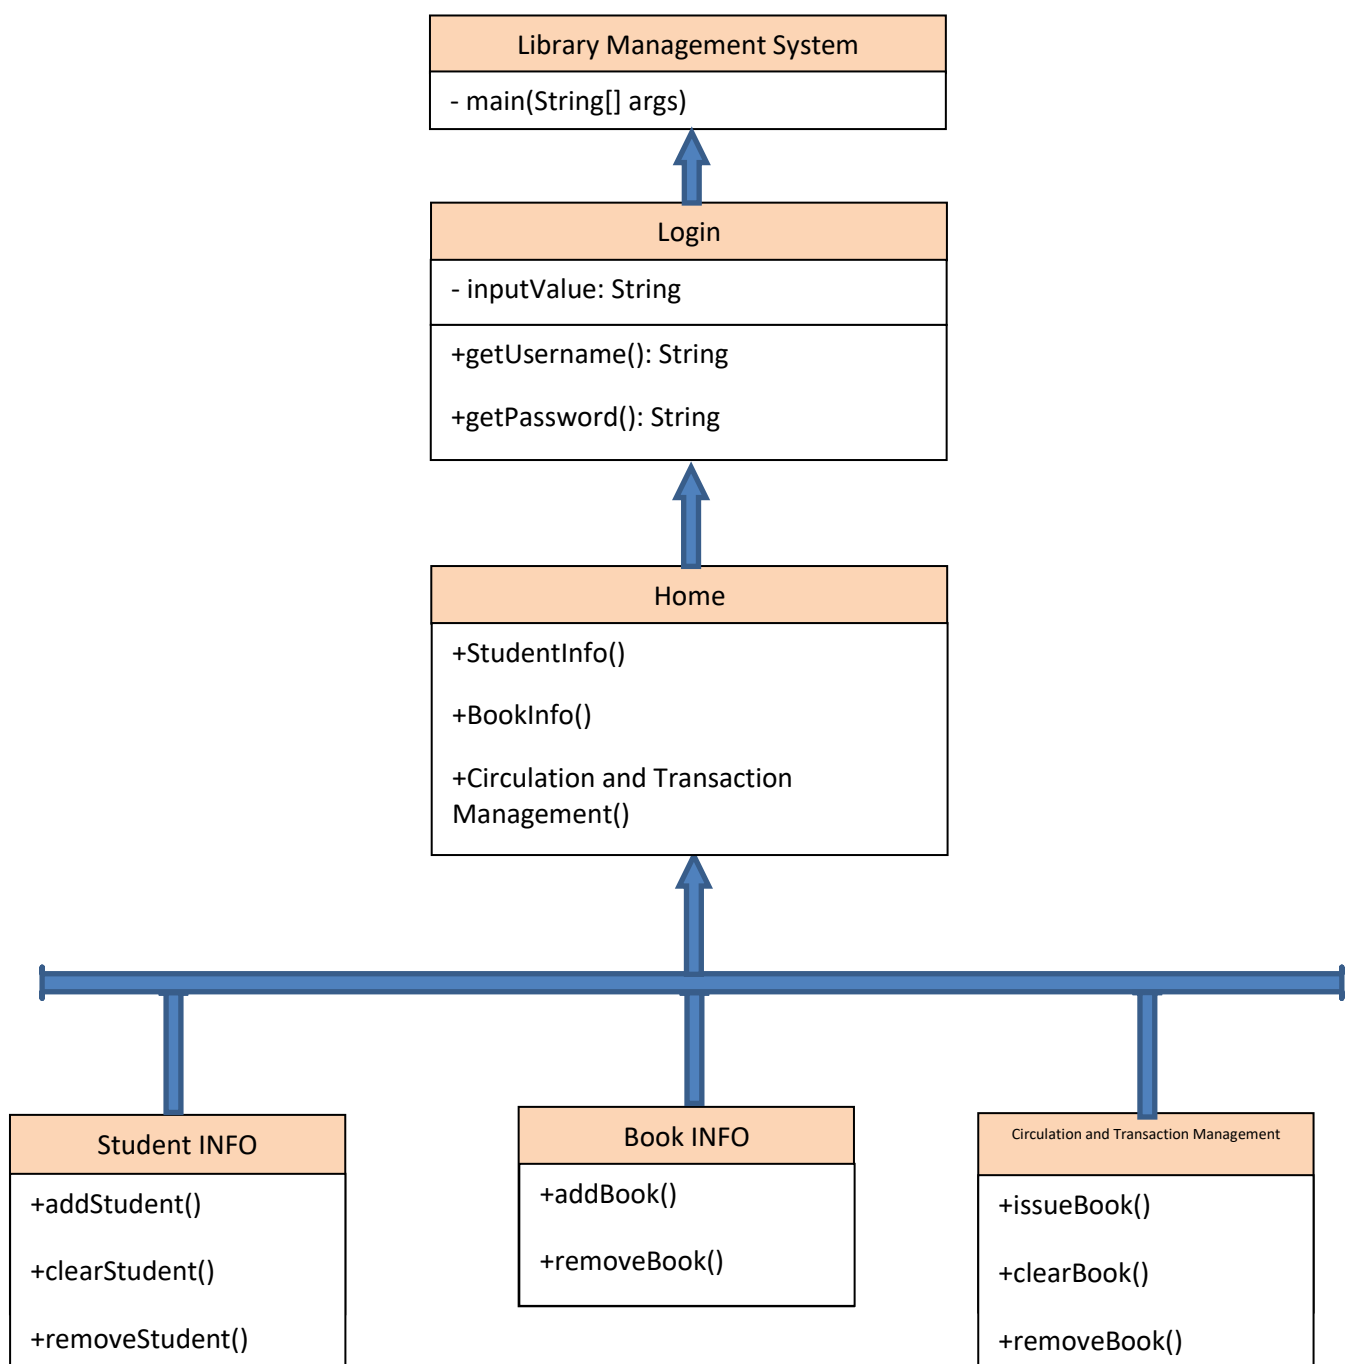 Library Management System
- main(String[] args)
Login
- inputValue: String
+getUsername(): String
+getPassword(): String
Home
+StudentInfo()
+BookInfo()
+Circulation and Transaction
Management()
Student INFO
+addStudent()
+clearStudent()
+removeStudent()
Book INFO
+addBook()
+removeBook()
Circulation and Transaction Management
+issueBook()
+clearBook()
+removeBook()